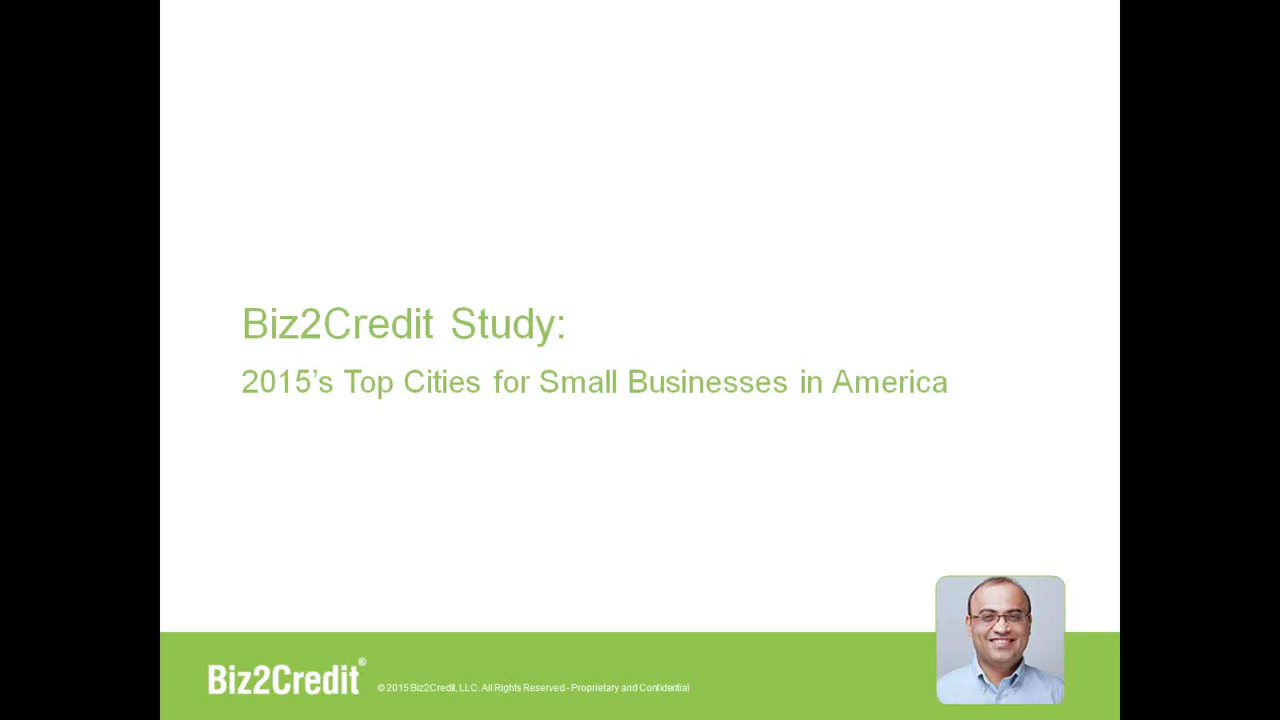 Biz2Credit Study:
2015’s Top Cities for Small Businesses in America
Biz2Credit®
© 2015 Biz2Credit, LLC. All Rights Reserved - Proprietary and Confidential